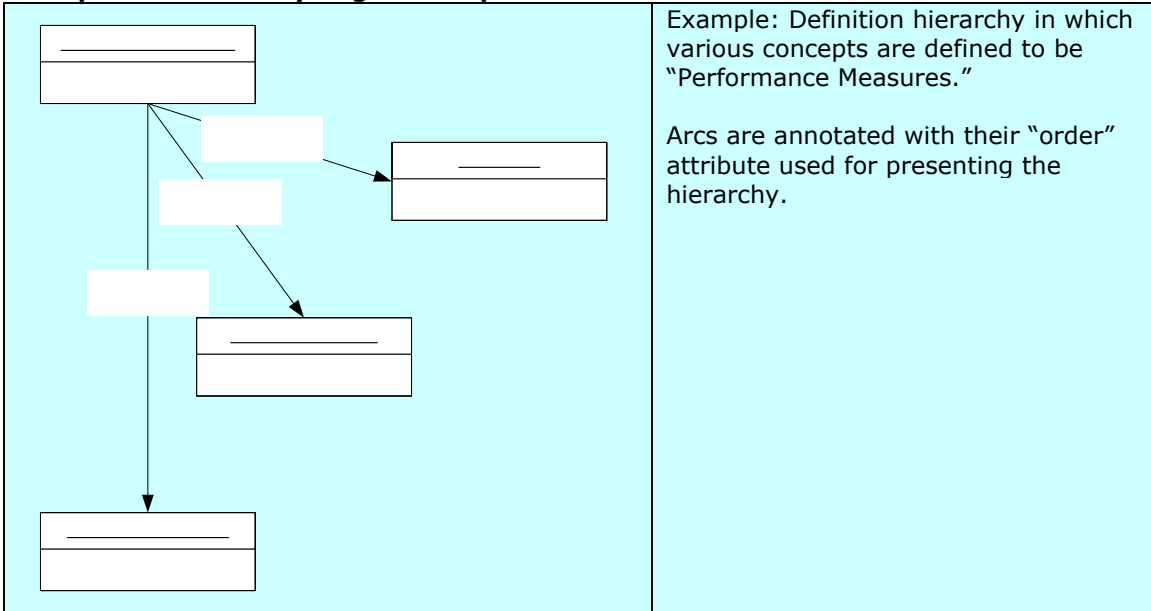 Example: Definition hierarchy in which
various concepts are defined to be
“Performance Measures.”
Arcs are annotated with their “order”
attribute used for presenting the
hierarchy.